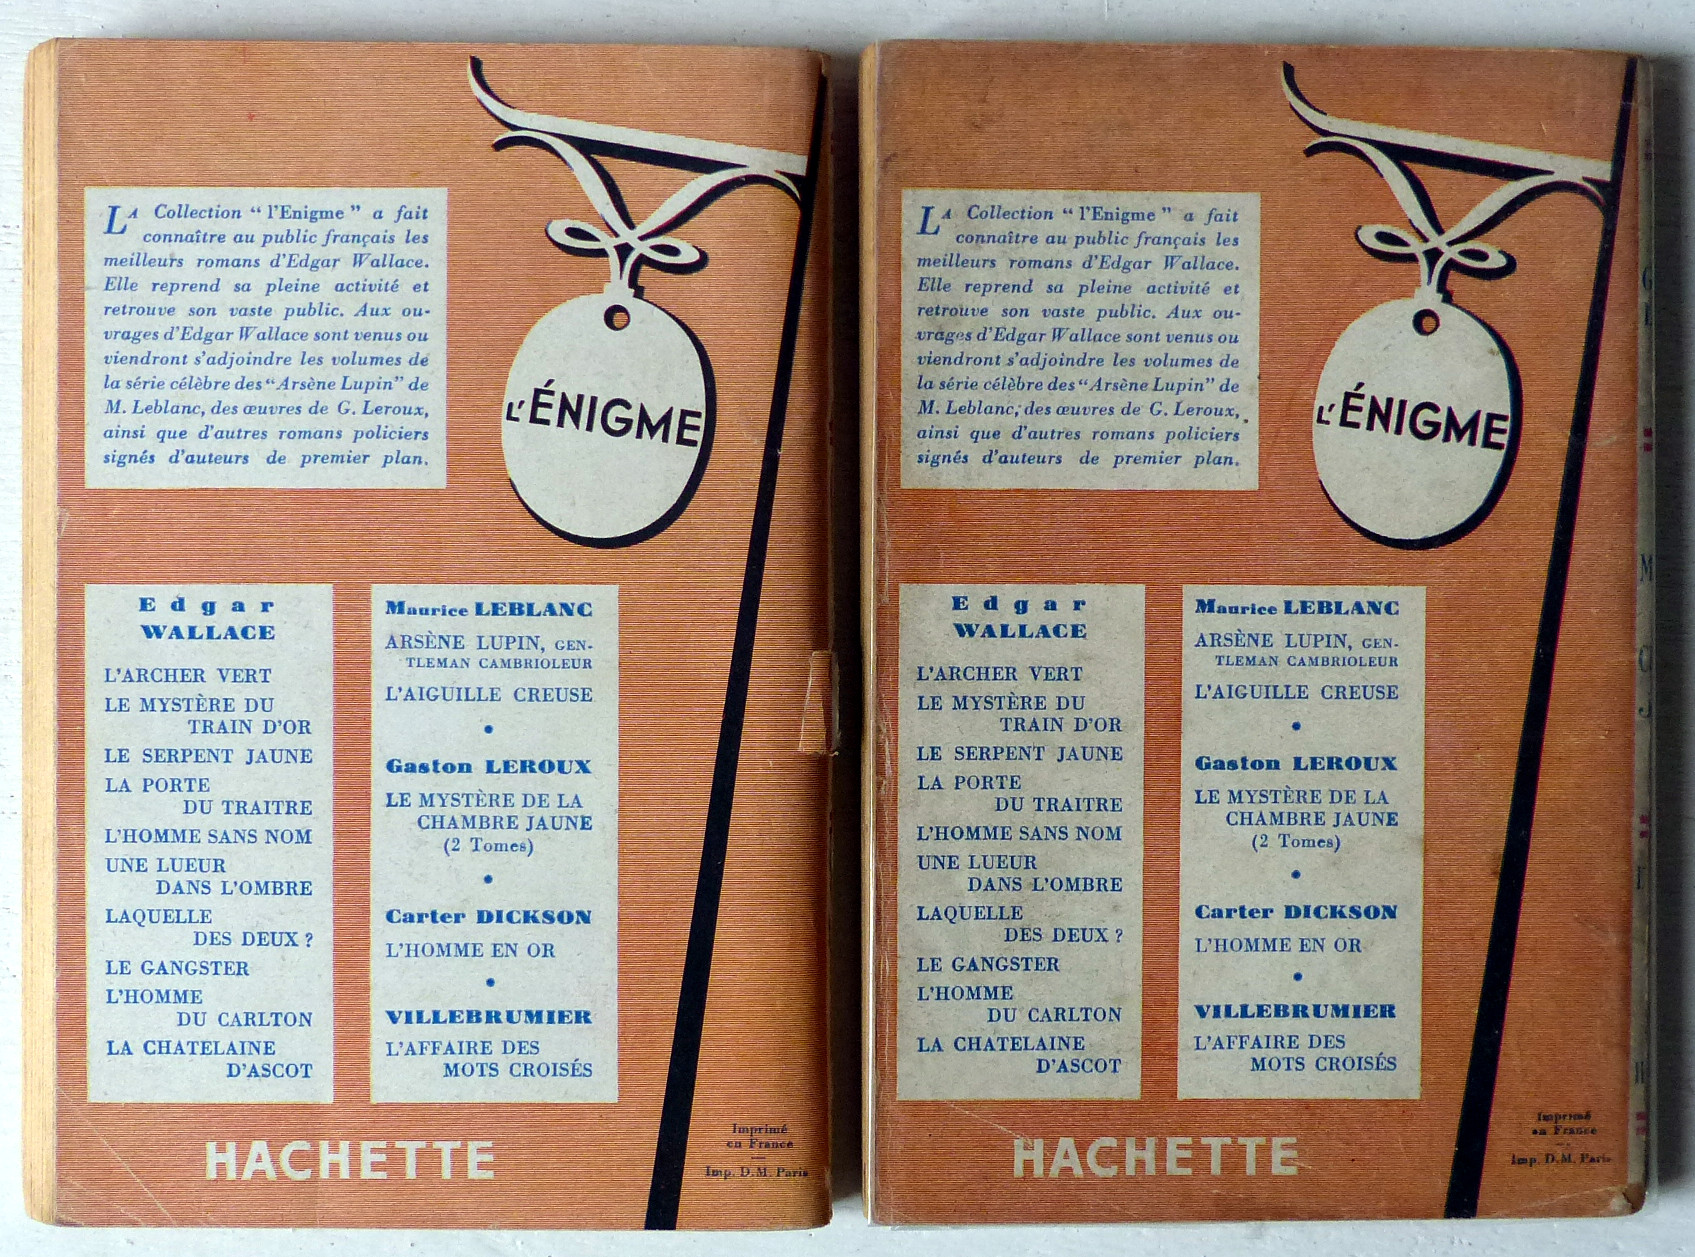 LA Collection “ l'Enigme ” a fait
connaître au public français les
meilleurs romans d'Edgar Wallace.
Elle reprend sa pleine activité et
retrouve son vaste public. Aux ou-
vrages d'Edgar Wallace sont venus ou
viendront s'adjoindre les volumes de
la série célèbre des “Arsène Lupin” de
M. Leblanc, des œuvres de G. Leroux,
ainsi que d'autres romans policiers
signés d'auteurs de premier plan.
L'ÉNIGME
Edgar
WALLACE
L'ARCHER VERT
LE MYSTÈRE DU
TRAIN D'OR
LE SERPENT JAUNE
LA PORTE
DU TRAITRE
L'HOMME SANS NOM
UNE LUEUR
DANS L'OMBRE
LAQUELLE
DES DEUX ?
LE GANGSTER
L'HOMME
DU CARLTON
LA CHATELAINE
D'ASCOT
Maurice LEBLANC
ARSÈNE LUPIN, GEN-
TLEMAN CAMBRIOLEUR
L'AIGUILLE CREUSE
•
Gaston LEROUX
LE MYSTÈRE DE LA
CHAMBRE JAUNE
(2 Tomes)
•
Carter DICKSON
L'HOMME EN OR
•
VILLEBRUMIER
L'AFFAIRE DES
MOTS CROISÉS
HACHETTE
Imprimé
en France
—
Imp. D.M. Paris
LA Collection “ l'Enigme ” a fait
connaître au public français les
meilleurs romans d'Edgar Wallace.
Elle reprend sa pleine activité et
retrouve son vaste public. Aux ou-
vrages d'Edgar Wallace sont venus ou
viendront s'adjoindre les volumes de
la série célèbre des “Arsène Lupin” de
M. Leblanc, des œuvres de G. Leroux,
ainsi que d'autres romans policiers
signés d'auteurs de premier plan.
L'ÉNIGME
Edgar
WALLACE
L'ARCHER VERT
LE MYSTÈRE DU
TRAIN D'OR
LE SERPENT JAUNE
LA PORTE
DU TRAITRE
L'HOMME SANS NOM
UNE LUEUR
DANS L'OMBRE
LAQUELLE
DES DEUX ?
LE GANGSTER
L'HOMME
DU CARLTON
LA CHATELAINE
D'ASCOT
Maurice LEBLANC
ARSÈNE LUPIN, GEN-
TLEMAN CAMBRIOLEUR
L'AIGUILLE CREUSE
•
Gaston LEROUX
LE MYSTÈRE DE LA
CHAMBRE JAUNE
(2 Tomes)
•
Carter DICKSON
L'HOMME EN OR
•
VILLEBRUMIER
L'AFFAIRE DES
MOTS CROISÉS
HACHETTE
Imprimé
en France
—
Imp. D.M. Paris